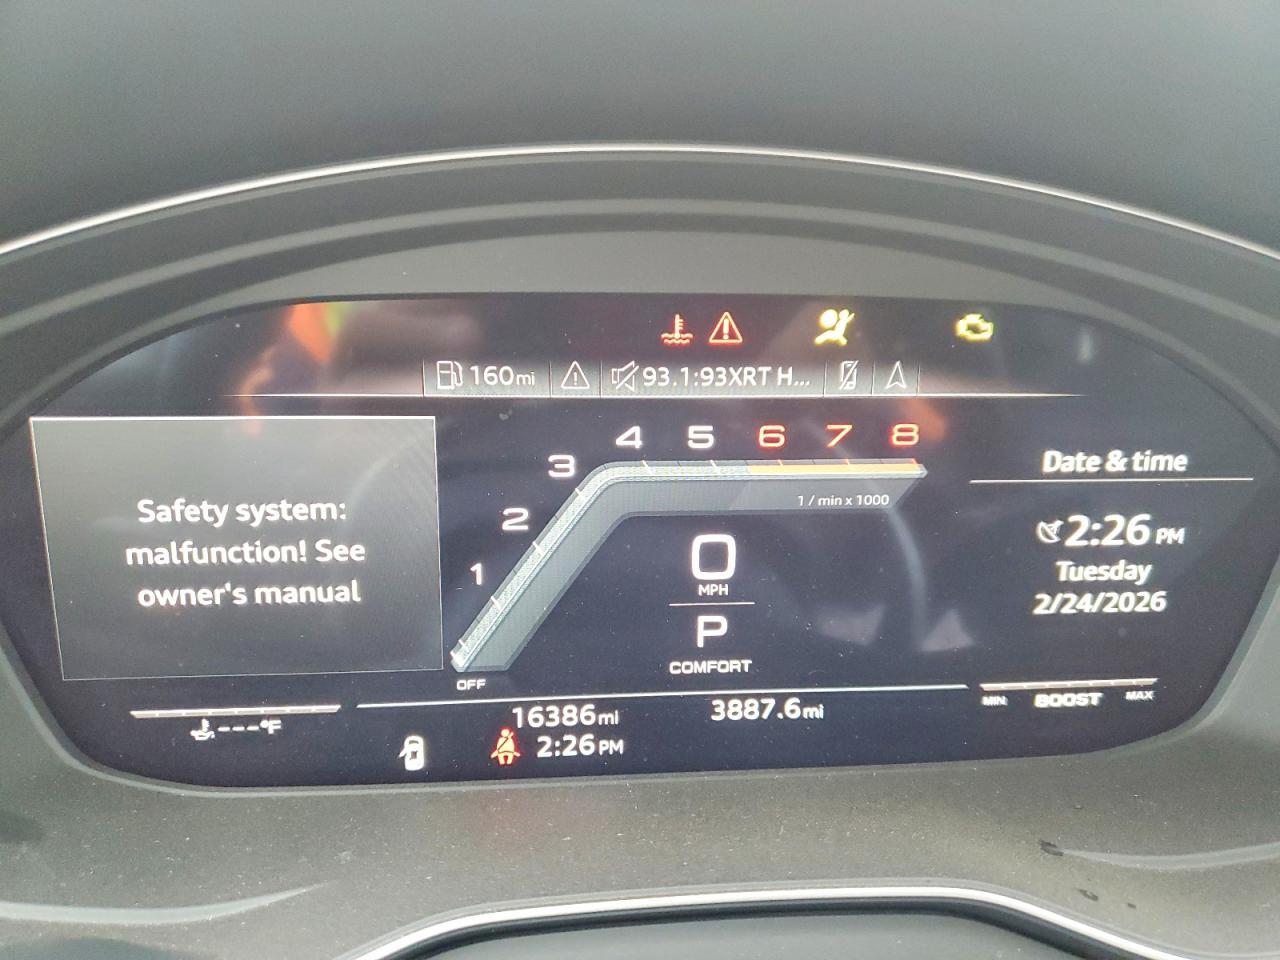 160mi
93.1:93XRT H...
Safety system:
malfunction! See
owner's manual
1
2
3
4
5
6
7
8
1 / min x 1000
0
MPH
P
COMFORT
OFF
Date & time
2:26 PM
Tuesday
2/24/2026
MIN BOOST MAX
---°F
16386mi
3887.6mi
2:26 PM